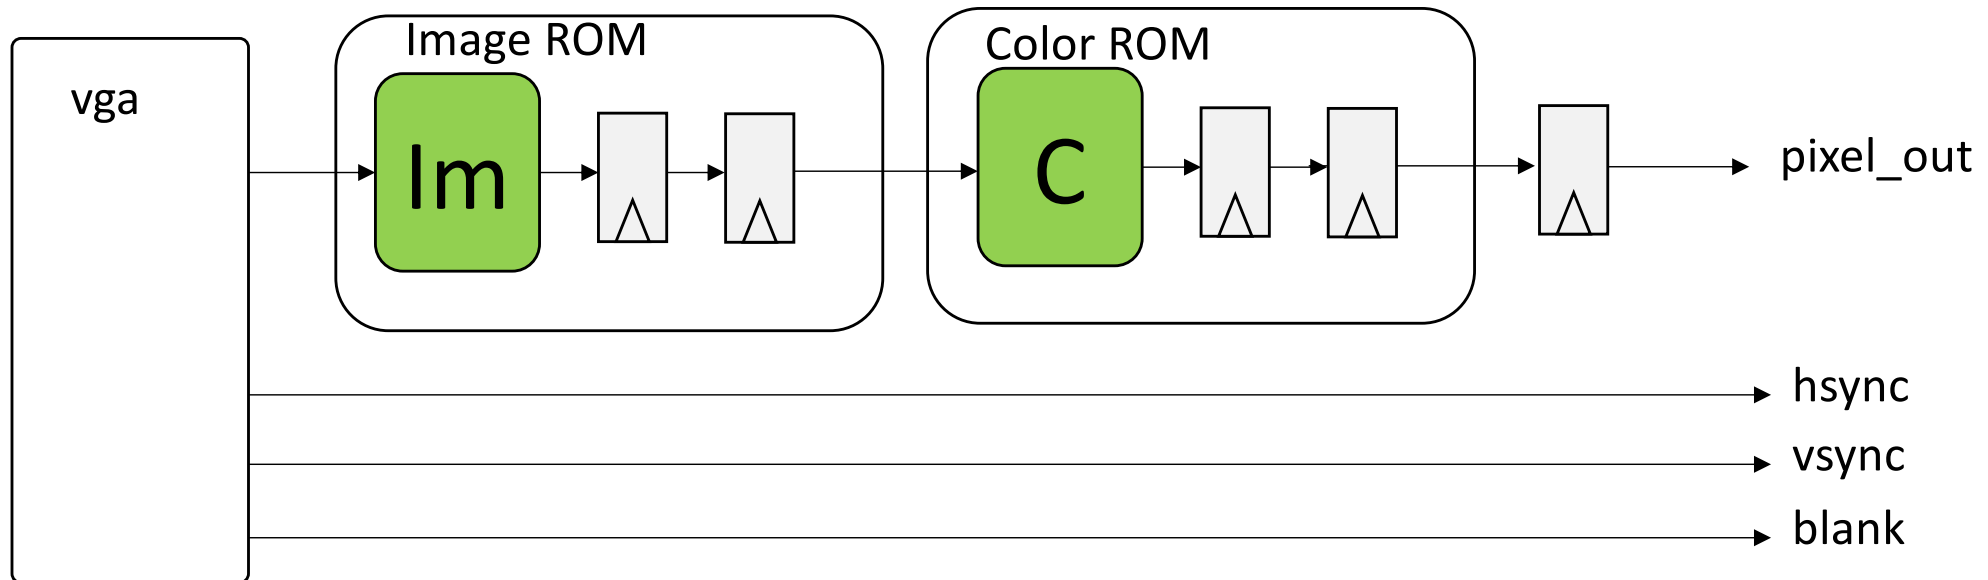 vga
Image ROM
Im
Color ROM
C
pixel_out
hsync
vsync
blank